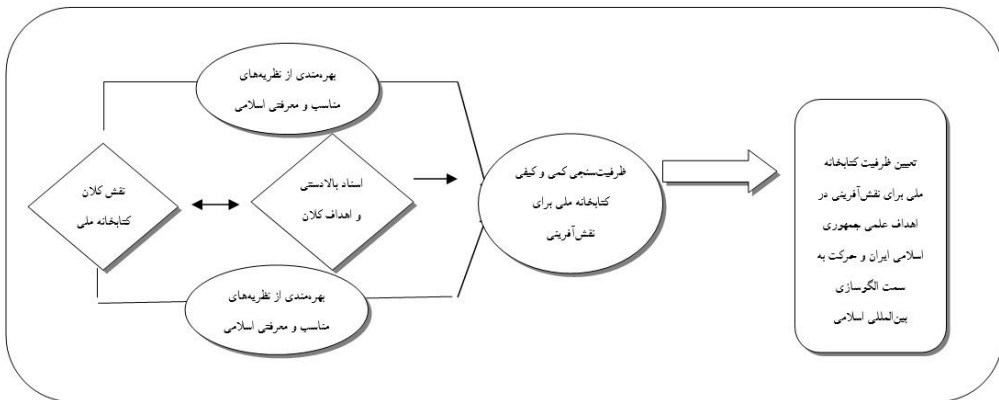 بهره‌مندی از نظریه‌های
مناسب و معرفتی اسلامی
نقش کلان
کتابخانه ملی
اسناد بالادستی
و اهداف کلان
بهره‌مندی از نظریه‌های
مناسب و معرفتی اسلامی
ظرفیت‌سنجی کمی و کیفی
کتابخانه ملی برای
نقش‌آفرینی
تعیین ظرفیت کتابخانه
ملی برای نقش‌آفرینی در
اهداف علمی جمهوری
اسلامی ایران و حرکت به
سمت الگوسازی
بین‌المللی اسلامی